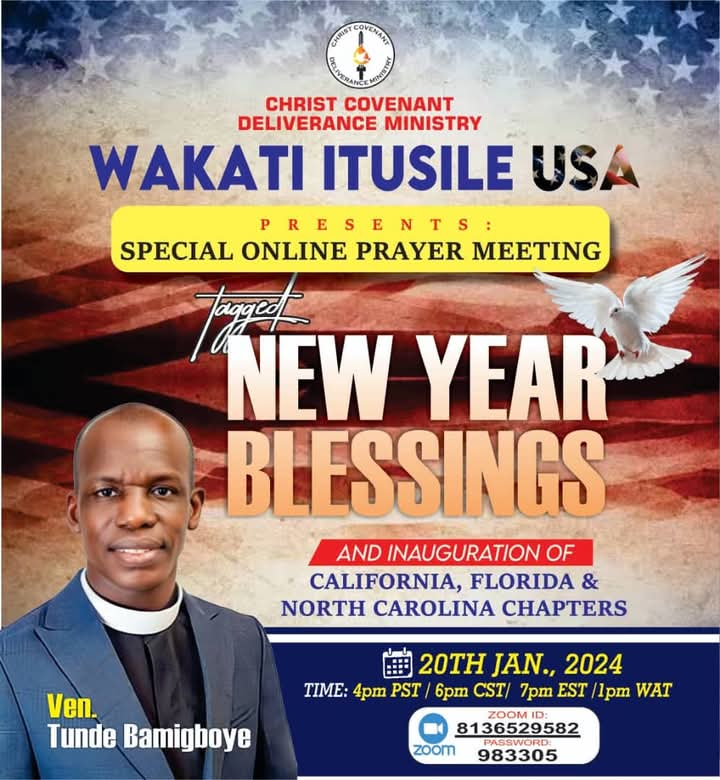 CHRIST COVENANT
DELIVERANCE MINISTRY
CHRIST COVENANT
DELIVERANCE MINISTRY
WAKATI ITUSILE USA
PRESENTS:
SPECIAL ONLINE PRAYER MEETING
Tagged
NEW YEAR
BLESSINGS
AND INAUGURATION OF
CALIFORNIA, FLORIDA &
NORTH CAROLINA CHAPTERS
20TH JAN., 2024
TIME: 4pm PST / 6pm CST/ 7pm EST /1pm WAT
Ven.
Tunde Bamigboye
zoom
ZOOM ID:
8136529582
PASSWORD:
983305